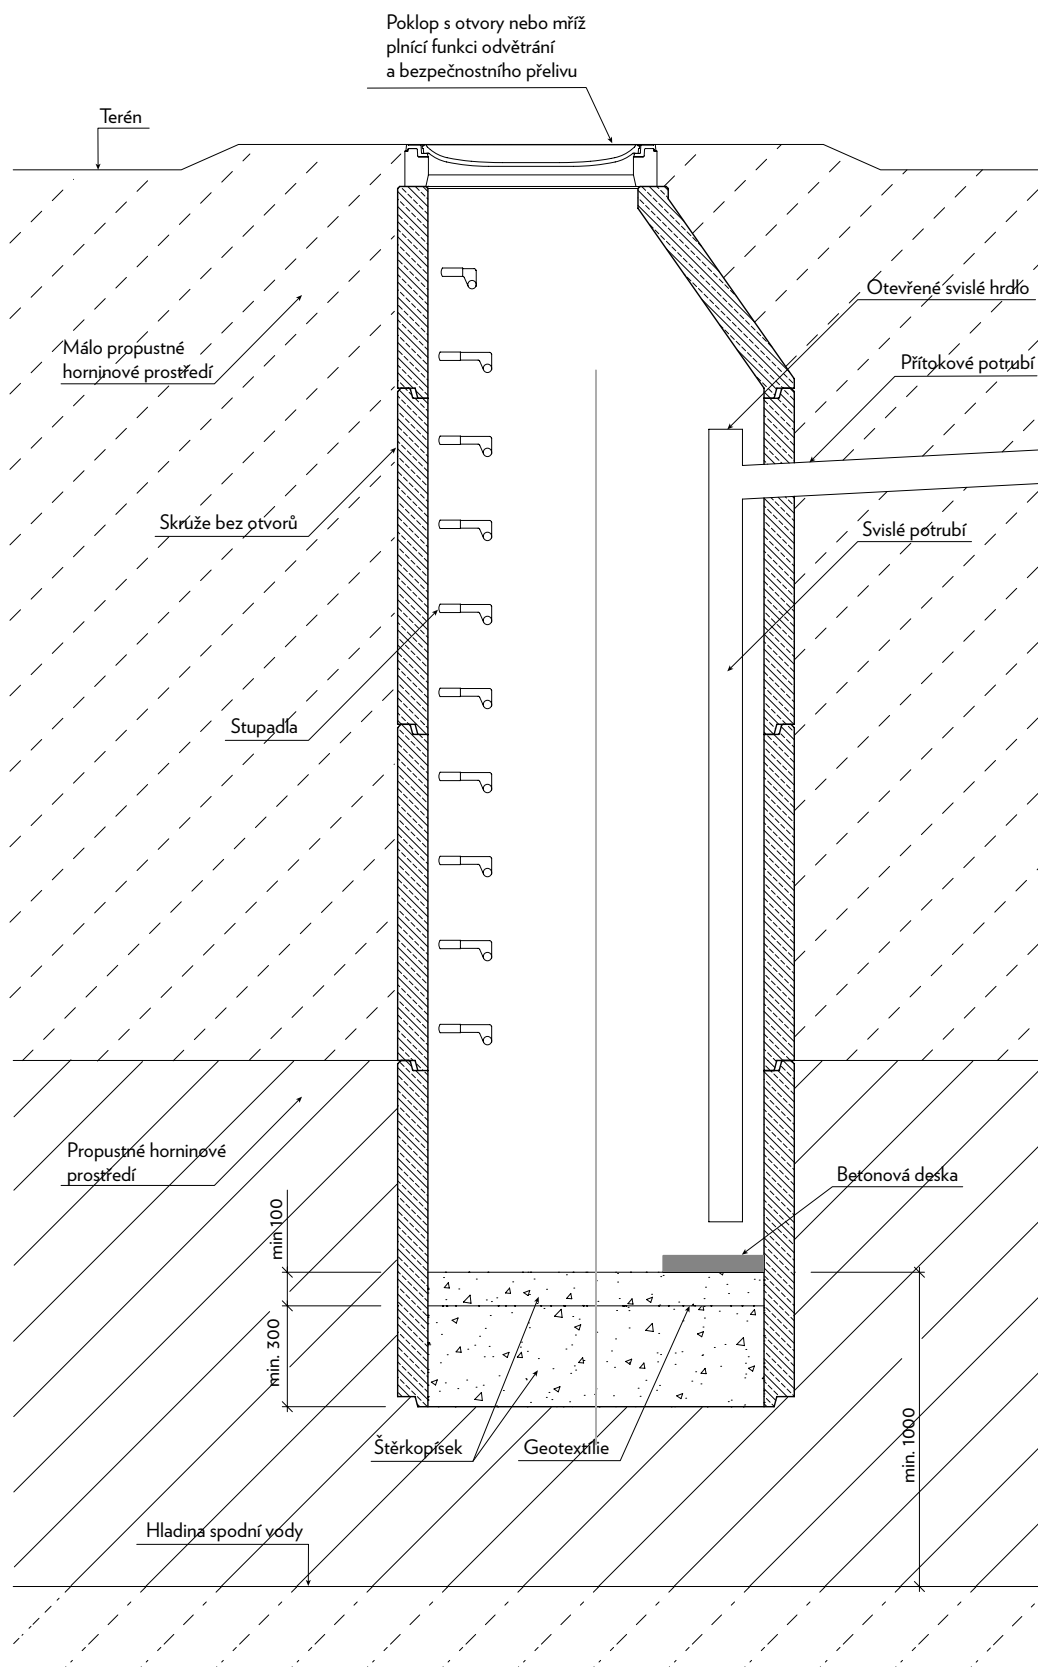 Poklop s otvory nebo mříž
plnící funkci odvětrání
a bezpečnostního přelivu
Terén
Otevřené svislé hrdlo
Málo propustné
horninové prostředí
Přítokové potrubí
Skruže bez otvorů
Svislé potrubí
Stupadla
Propustné horninové
prostředí
Betonová deska
min 100
min. 300
min. 1000
Štěrkopísek
Geotextilie
Hladina spodní vody